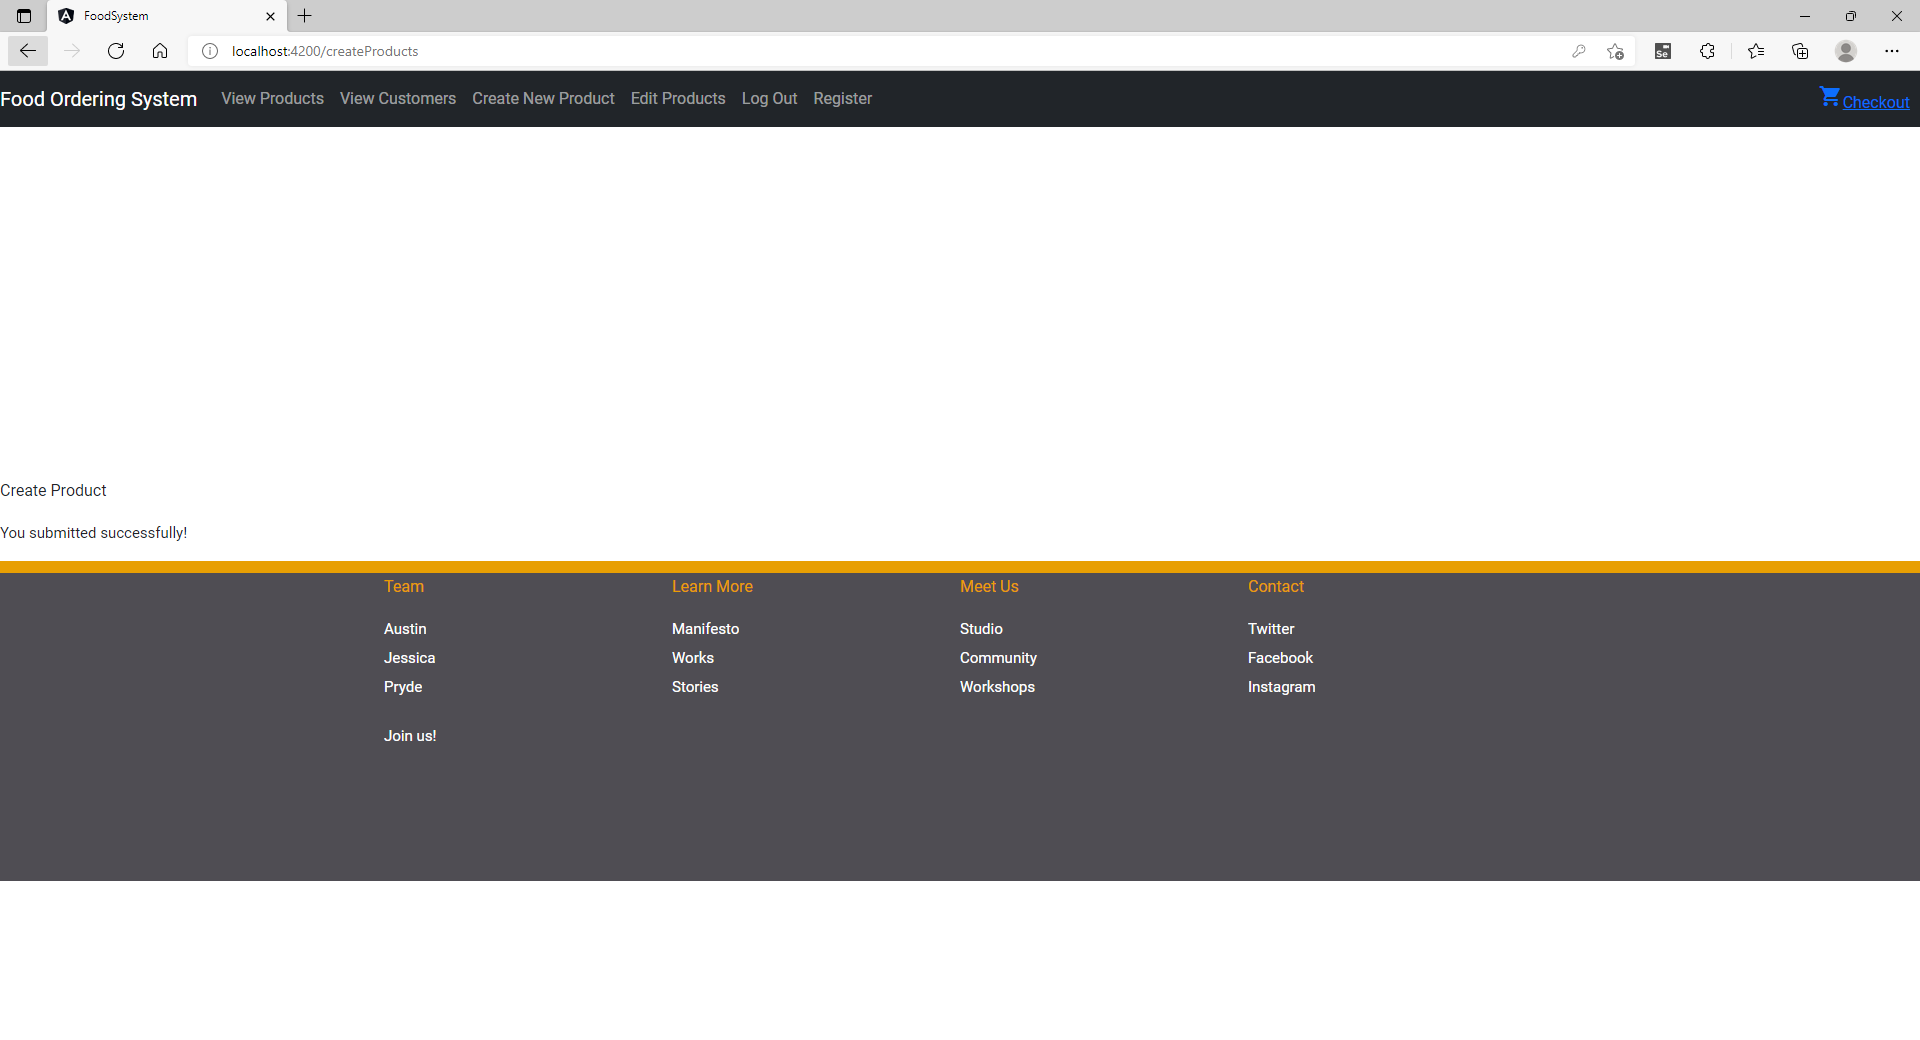 FoodSystem
localhost:4200/createProducts
Se
Food Ordering System View Products View Customers Create New Product Edit Products Log Out Register Checkout
Create Product
You submitted successfully!
Team Learn More Meet Us Contact
Austin Manifesto Studio Twitter
Jessica Works Community Facebook
Pryde Stories Workshops Instagram
Join us!